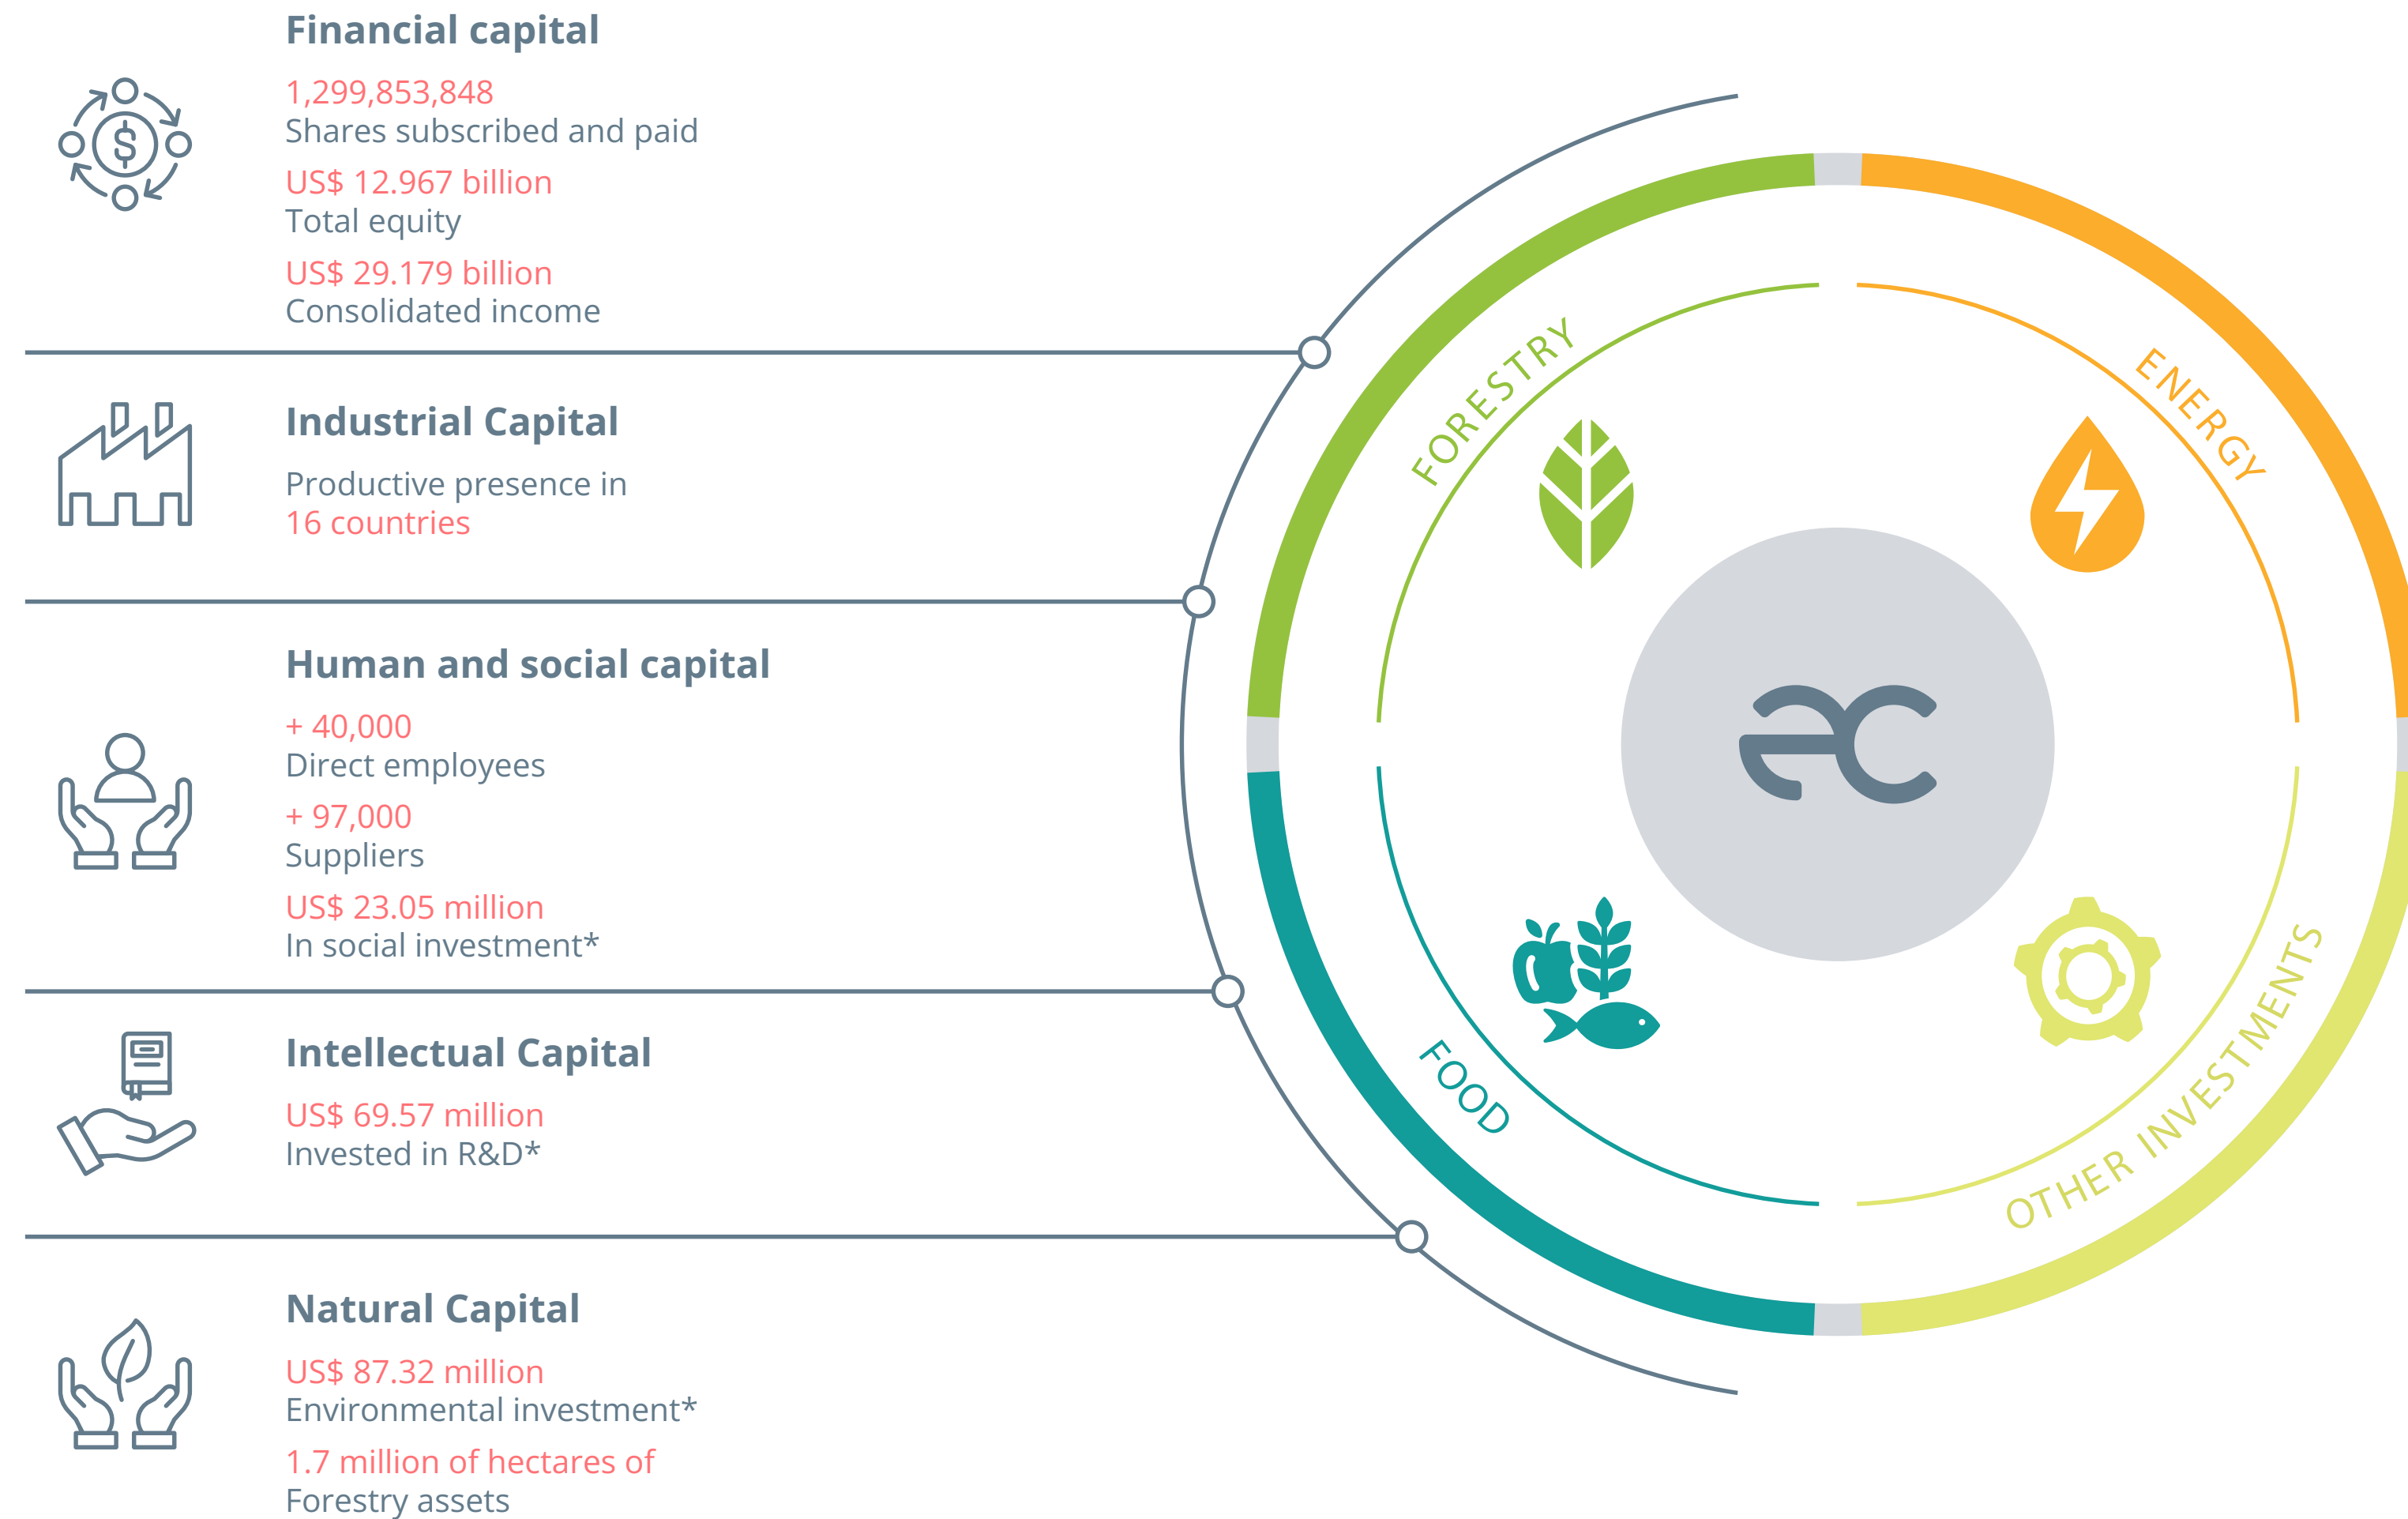 Financial capital
1,299,853,848
Shares subscribed and paid
US$ 12.967 billion
Total equity
US$ 29.179 billion
Consolidated income
Industrial Capital
Productive presence in
16 countries
Human and social capital
+ 40,000
Direct employees
+ 97,000
Suppliers
US$ 23.05 million
In social investment*
Intellectual Capital
US$ 69.57 million
Invested in R&D*
Natural Capital
US$ 87.32 million
Environmental investment*
1.7 million of hectares of
Forestry assets
FORESTRY
ENERGY
FOOD
OTHER INVESTMENTS